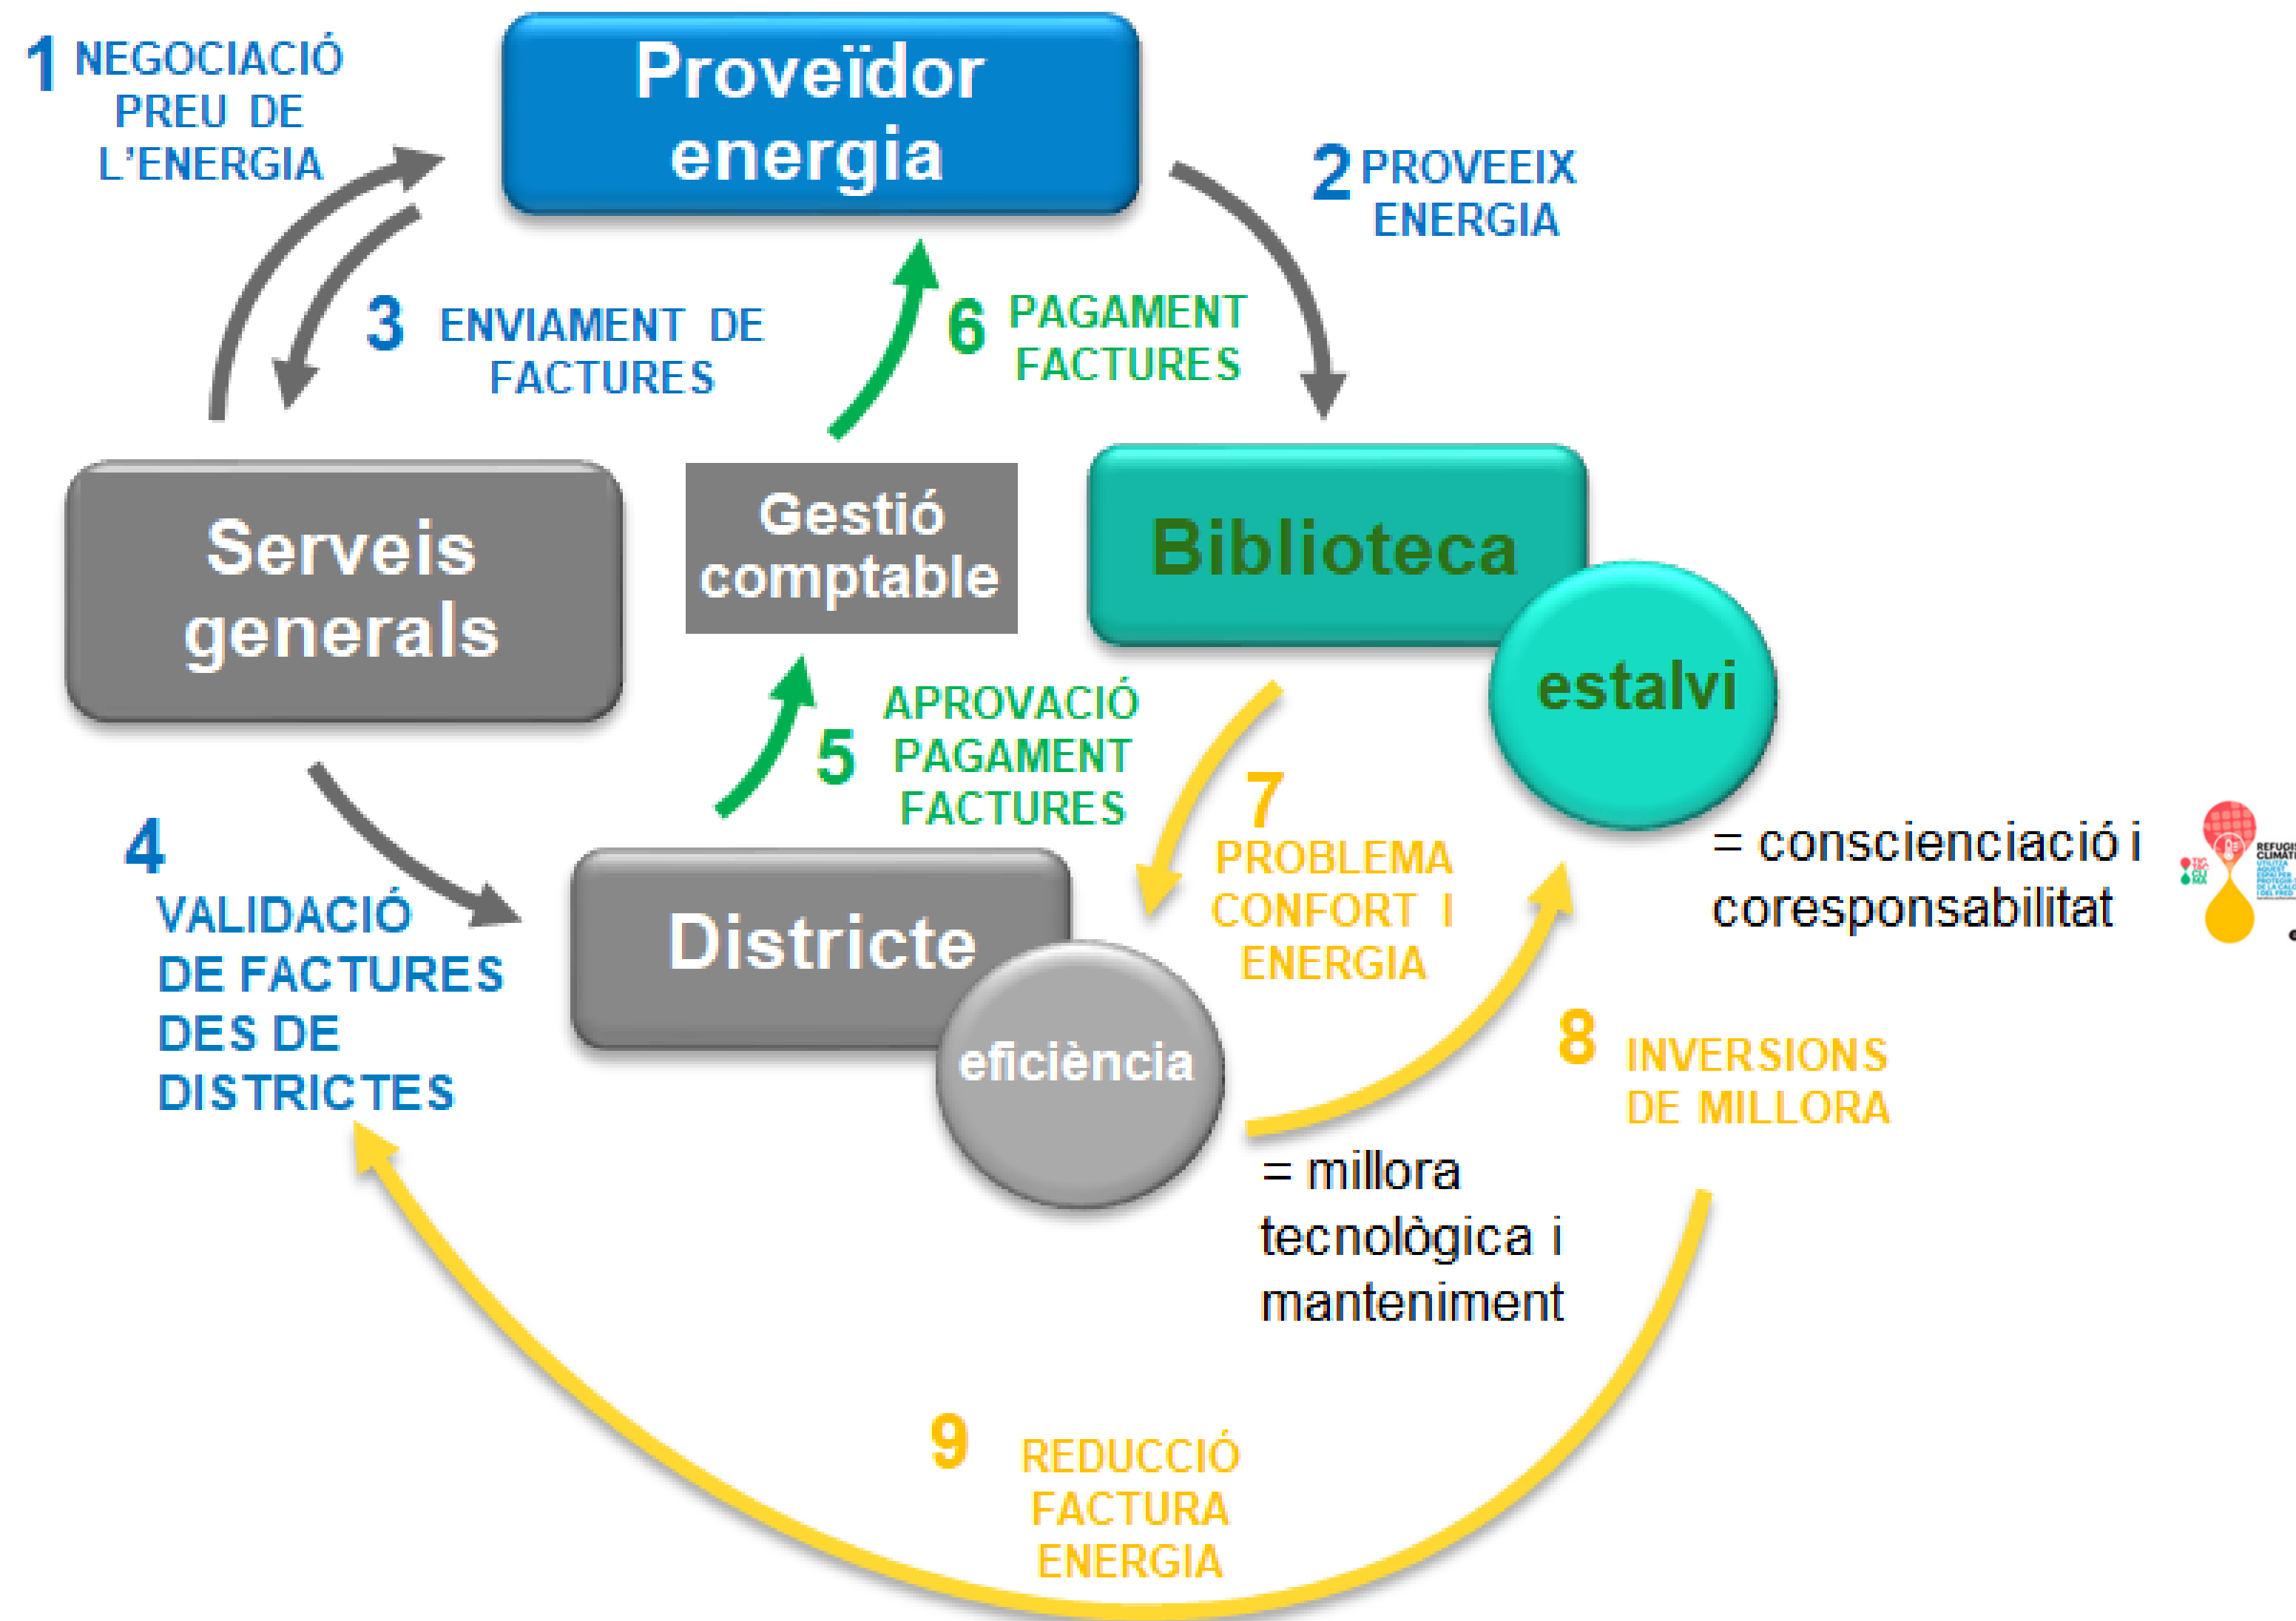 1 NEGOCIACIÓ
PREU DE
L'ENERGIA
Proveïdor
energia
2 PROVEEIX
ENERGIA
3 ENVIAMENT DE
FACTURES
6 PAGAMENT
FACTURES
Serveis
generals
Gestió
comptable
Biblioteca
estalvi
= conscienciació i
coresponsabilitat
5 APROVACIÓ
PAGAMENT
FACTURES
7
PROBLEMA
CONFORT I
ENERGIA
4
VALIDACIÓ
DE FACTURES
DES DE
DISTRICTES
Districte
eficiència
= millora
tecnològica i
manteniment
8 INVERSIONS
DE MILLORA
9 REDUCCIÓ
FACTURA
ENERGIA
UTILITZA
AQUEST